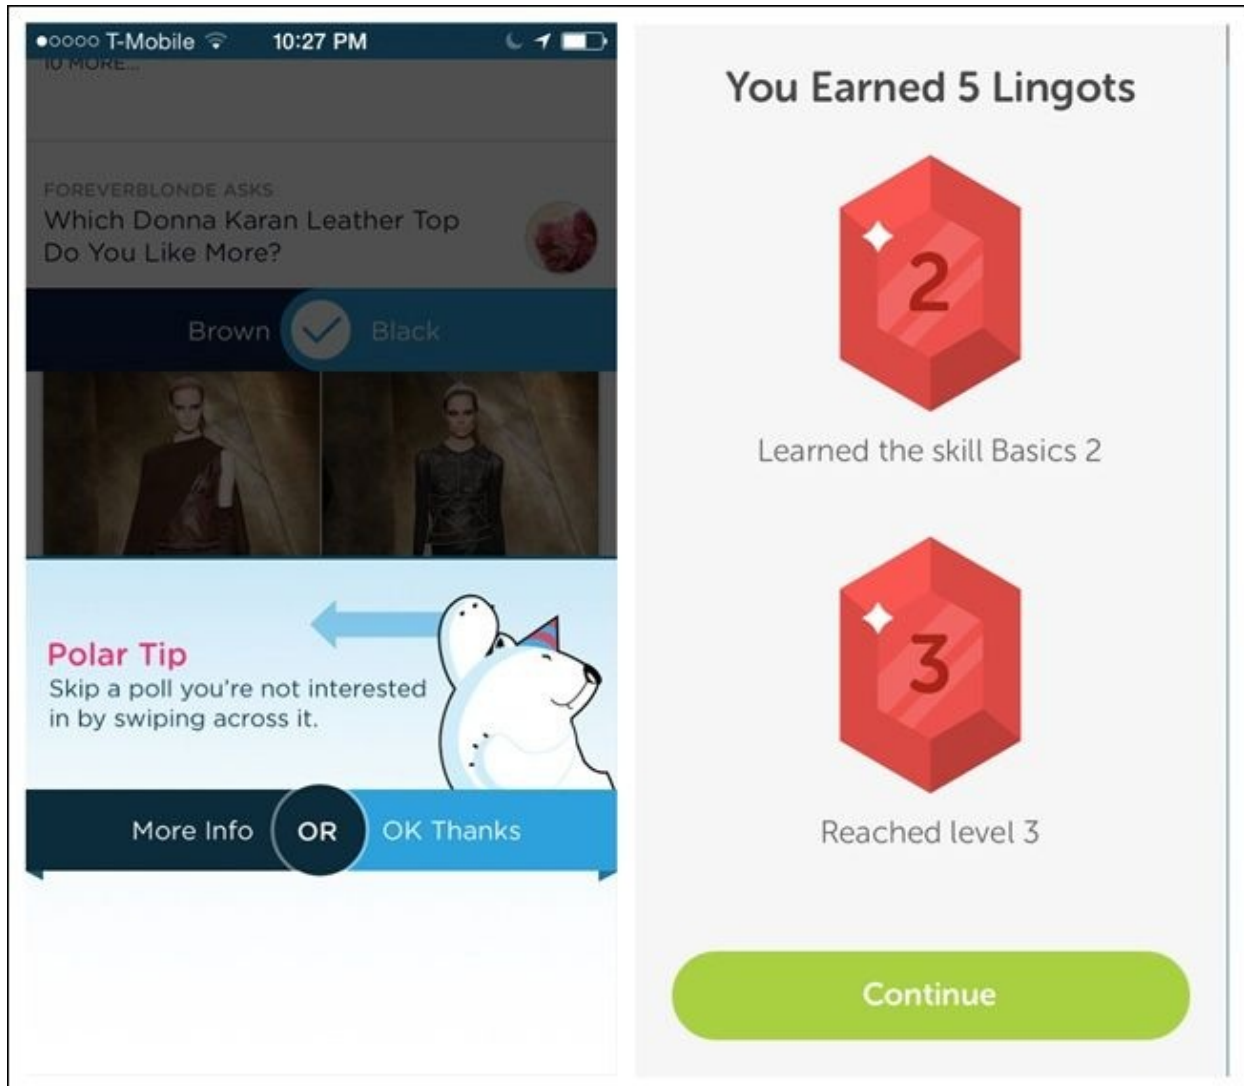 T-Mobile 10:27 PM
10 MORE...
FOREVERBLONDE ASKS
Which Donna Karan Leather Top
Do You Like More?
Brown Black
Polar Tip
Skip a poll you're not interested
in by swiping across it.
More Info OR OK Thanks
You Earned 5 Lingots
2
Learned the skill Basics 2
3
Reached level 3
Continue